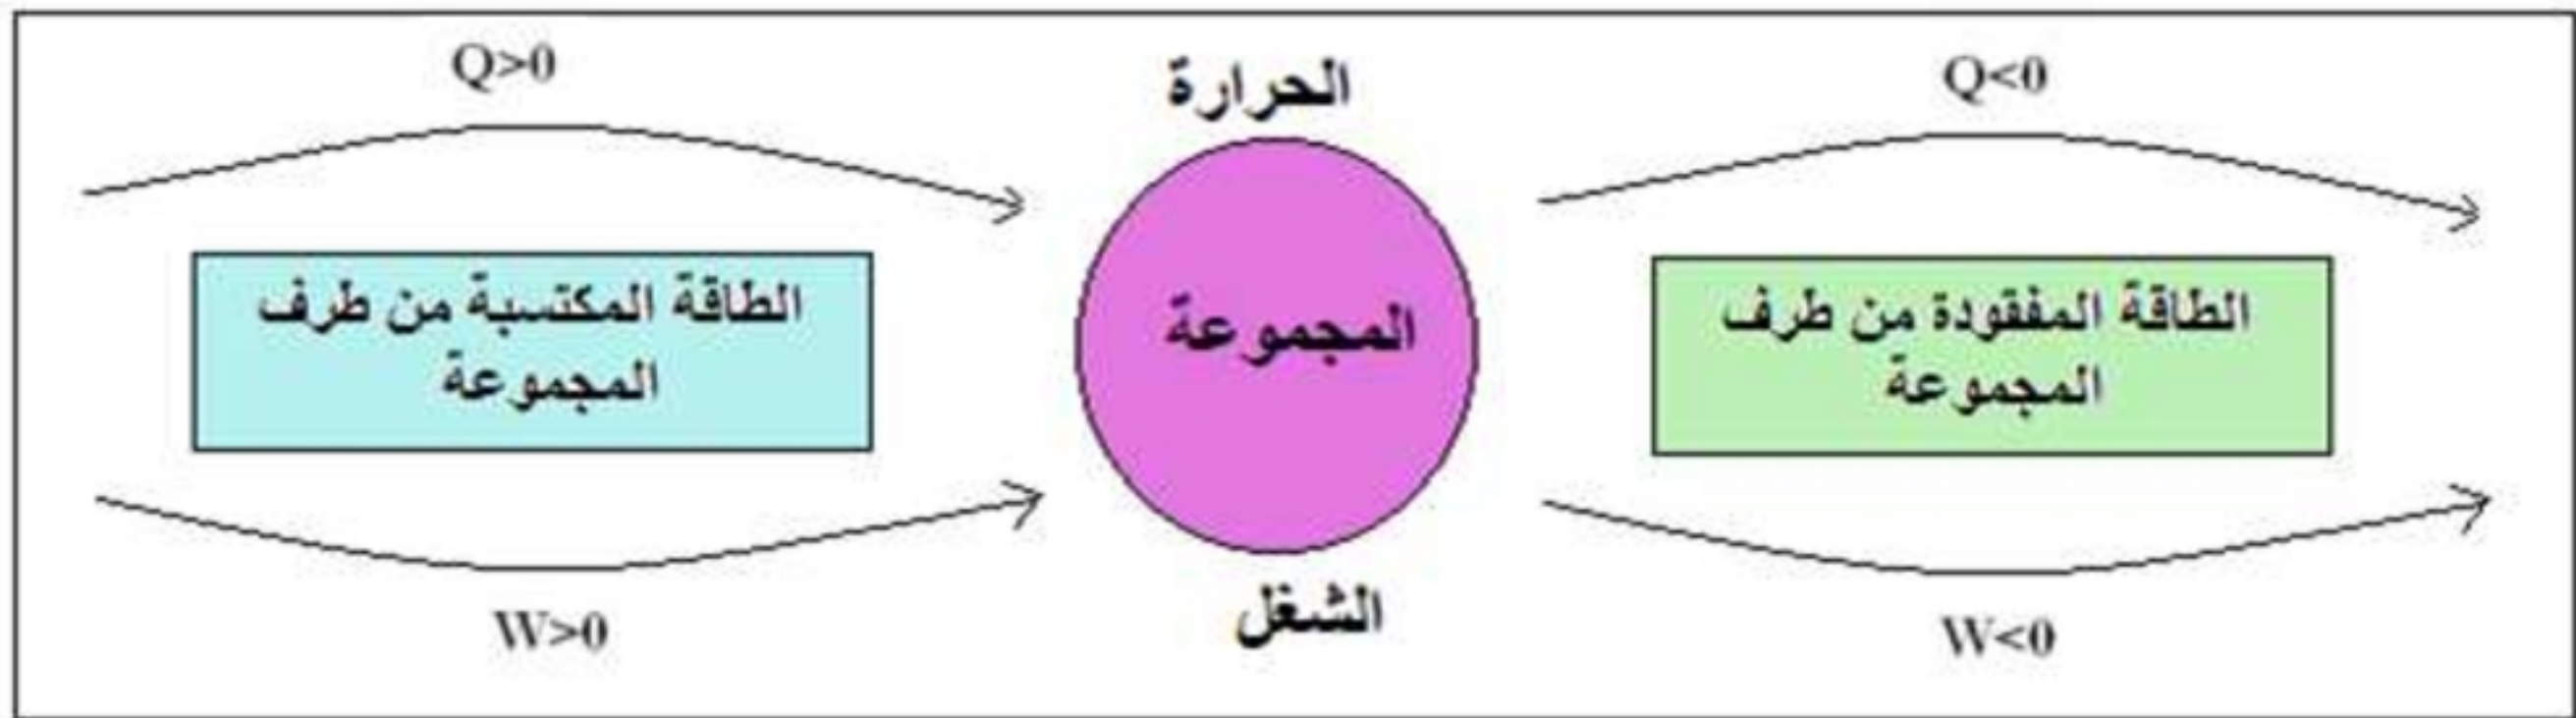 Q>0
الحرارة
Q<0
الطاقة المكتسبة من طرف
المجموعة
المجموعة
الطاقة المفقودة من طرف
المجموعة
W>0
الشغل
W<0